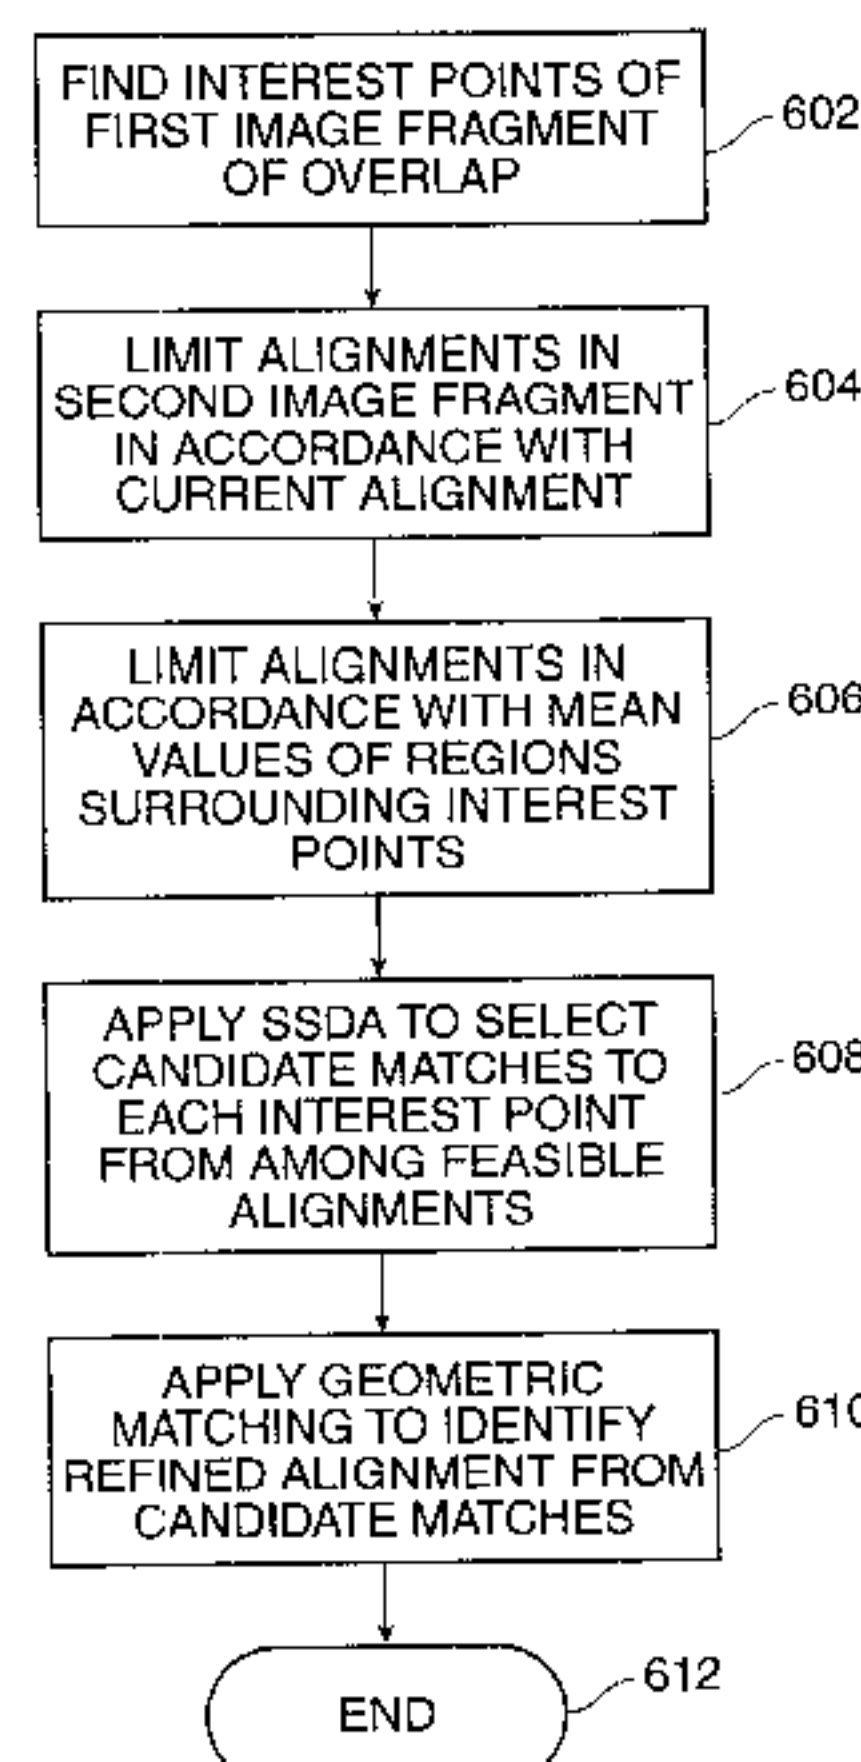 FIND INTEREST POINTS OF
FIRST IMAGE FRAGMENT
OF OVERLAP
602
LIMIT ALIGNMENTS IN
SECOND IMAGE FRAGMENT
IN ACCORDANCE WITH
CURRENT ALIGNMENT
604
LIMIT ALIGNMENTS IN
ACCORDANCE WITH MEAN
VALUES OF REGIONS
SURROUNDING INTEREST
POINTS
606
APPLY SSDA TO SELECT
CANDIDATE MATCHES TO
EACH INTEREST POINT
FROM AMONG FEASIBLE
ALIGNMENTS
608
APPLY GEOMETRIC
MATCHING TO IDENTIFY
REFINED ALIGNMENT FROM
CANDIDATE MATCHES
610
END
612